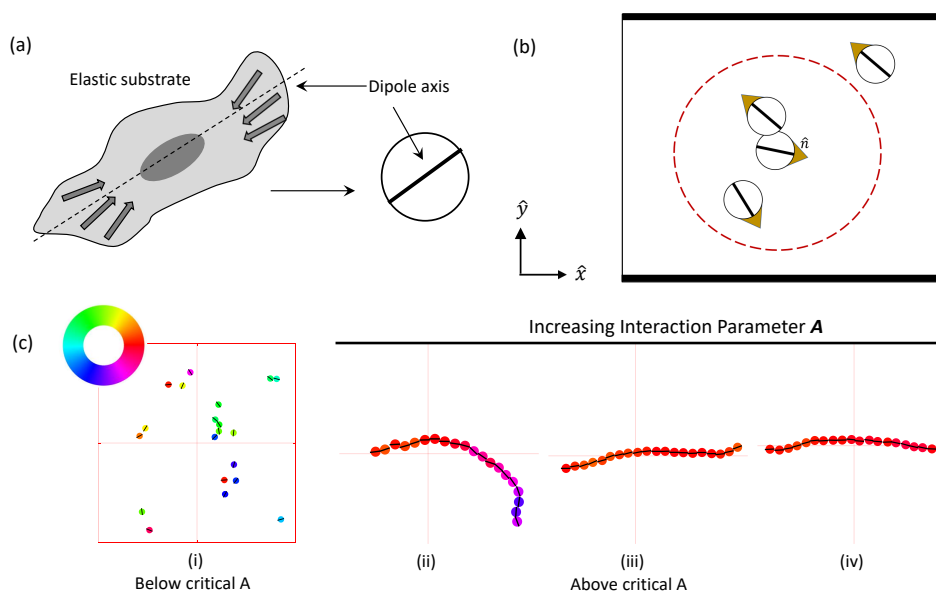 (a)
Elastic substrate
Dipole axis
(b)
n̂
ŷ
x̂
(c)
Increasing Interaction Parameter A
(i)
Below critical A
(ii)
(iii)
(iv)
Above critical A